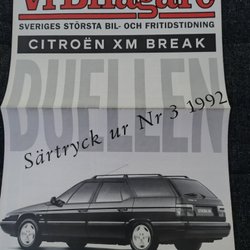 Vi Bilägare
SVERIGES STÖRSTA BIL- OCH FRITIDSTIDNING
CITROËN XM BREAK
DUELLEN
Särtryck ur Nr 3 1992